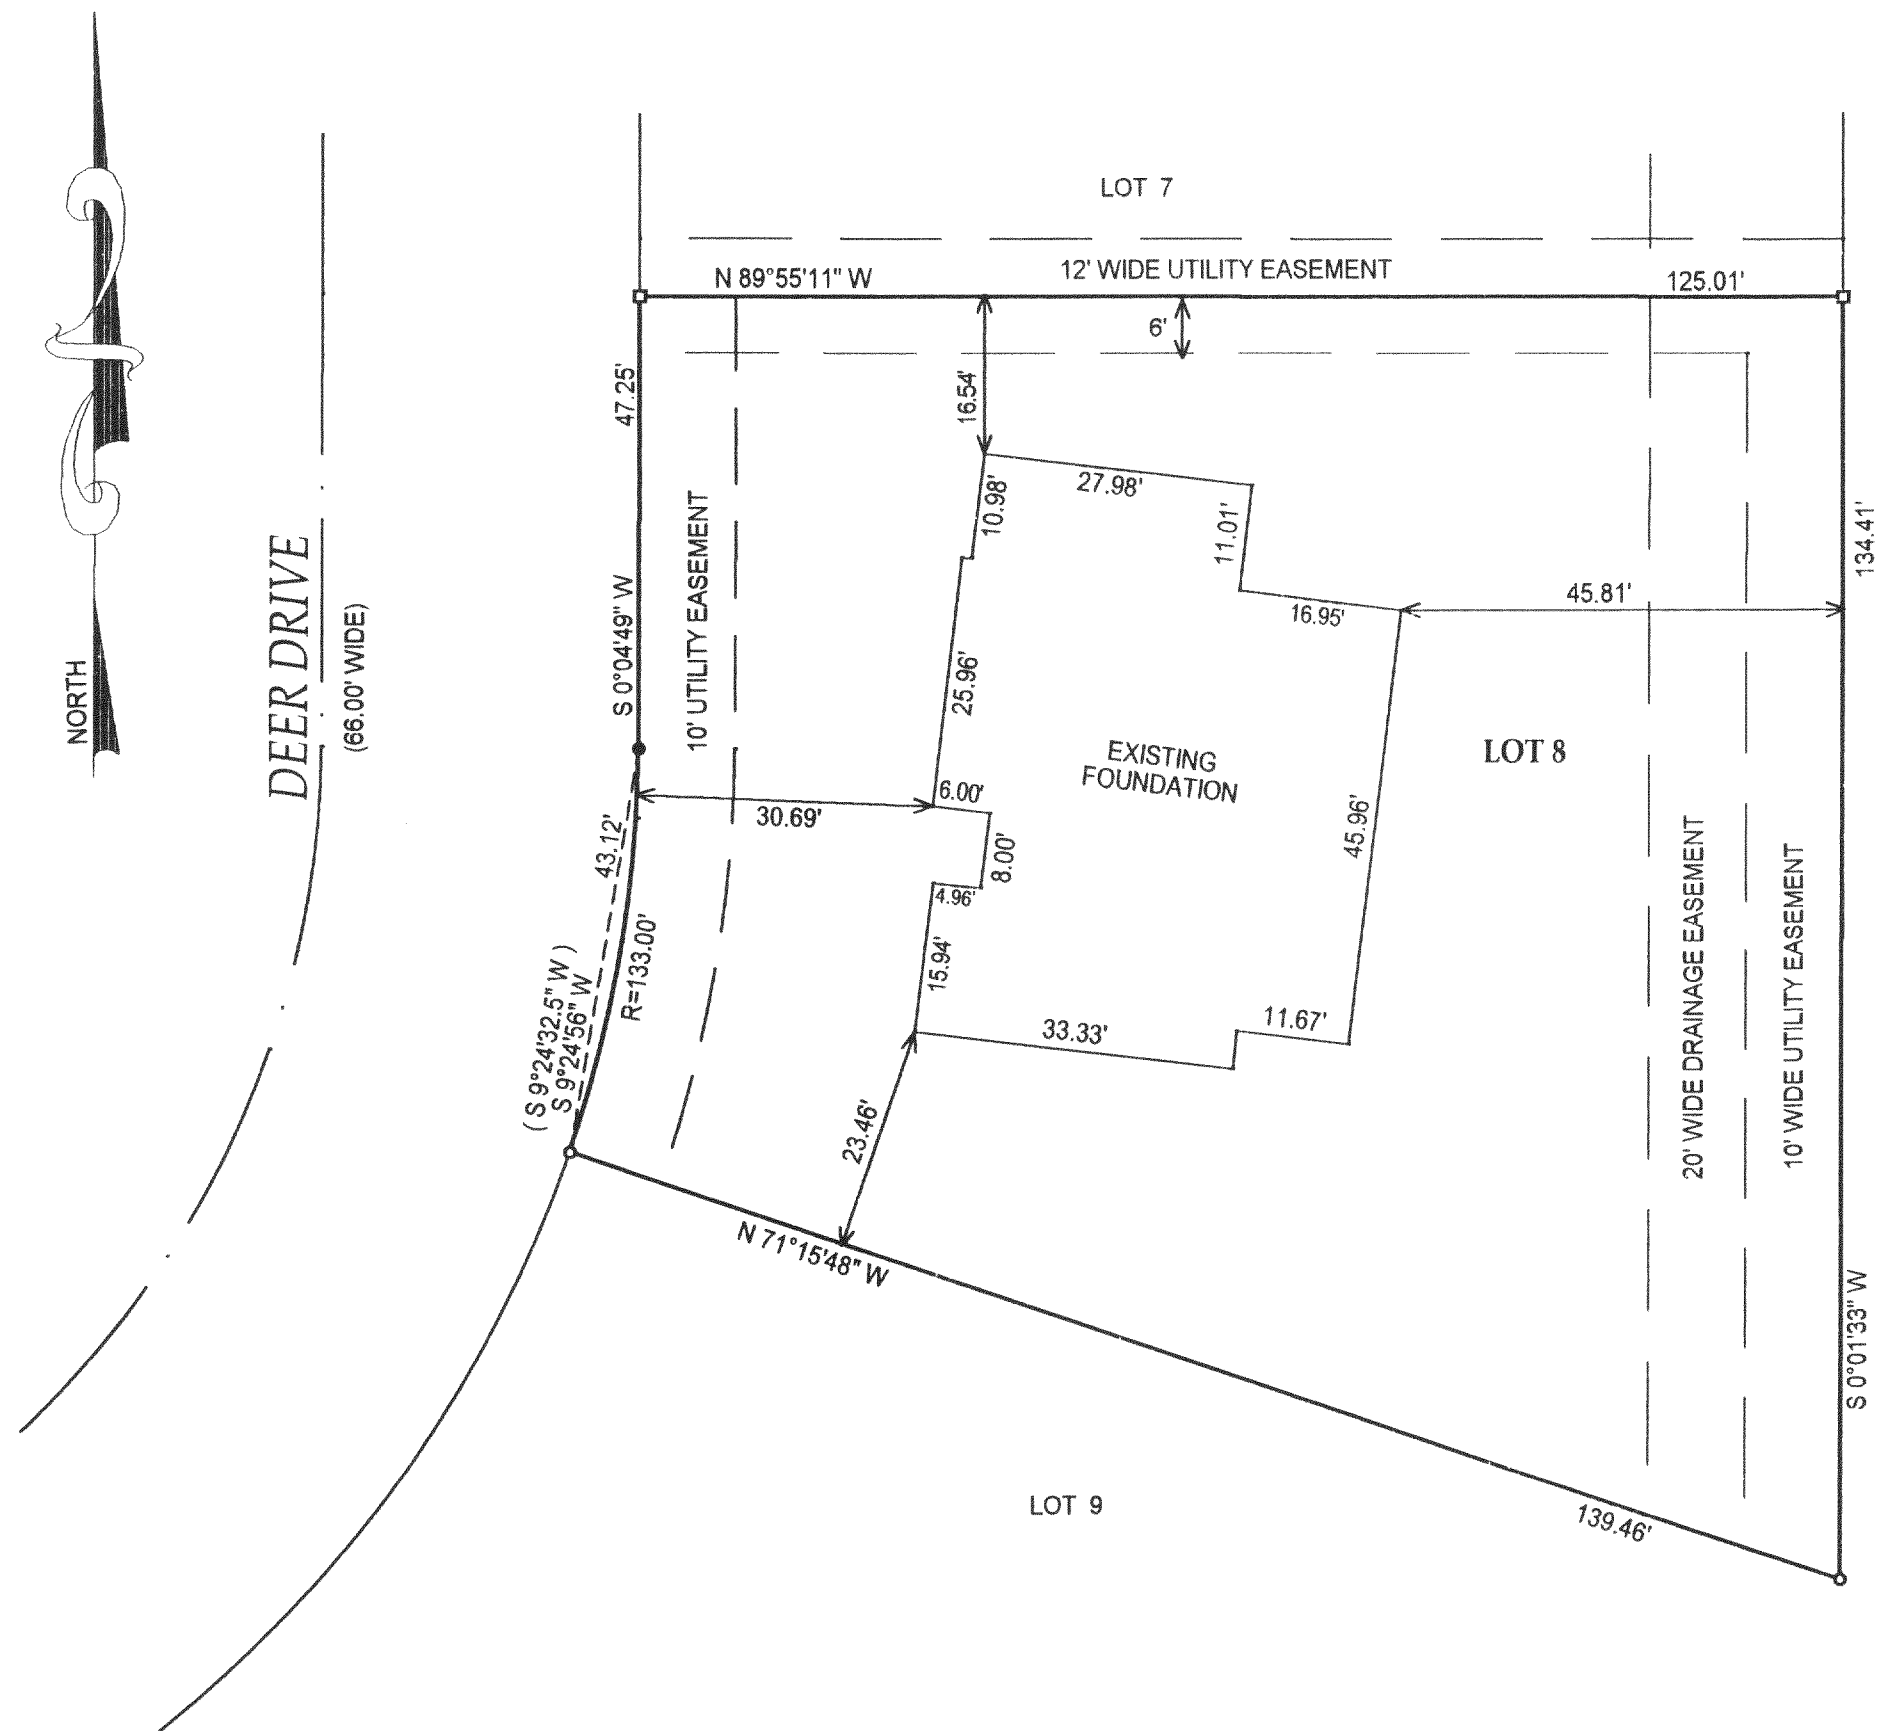 LOT 7
12' WIDE UTILITY EASEMENT
N 89°55'11" W
125.01'
6'
47.25'
16.54'
27.98'
10.98'
11.01'
134.41'
NORTH
DEER DRIVE
(66.00' WIDE)
S 0°04'49" W
10' UTILITY EASEMENT
45.81'
16.95'
25.96'
EXISTING
FOUNDATION
LOT 8
6.00'
30.69'
43.12'
8.00'
45.96'
4.96'
R=133.00'
15.94'
( S 9°24'32.5" W )
S 9°24'56" W
33.33'
11.67'
20' WIDE DRAINAGE EASEMENT
10' WIDE UTILITY EASEMENT
23.46'
N 71°15'48" W
S 0°01'33" W
LOT 9
139.46'